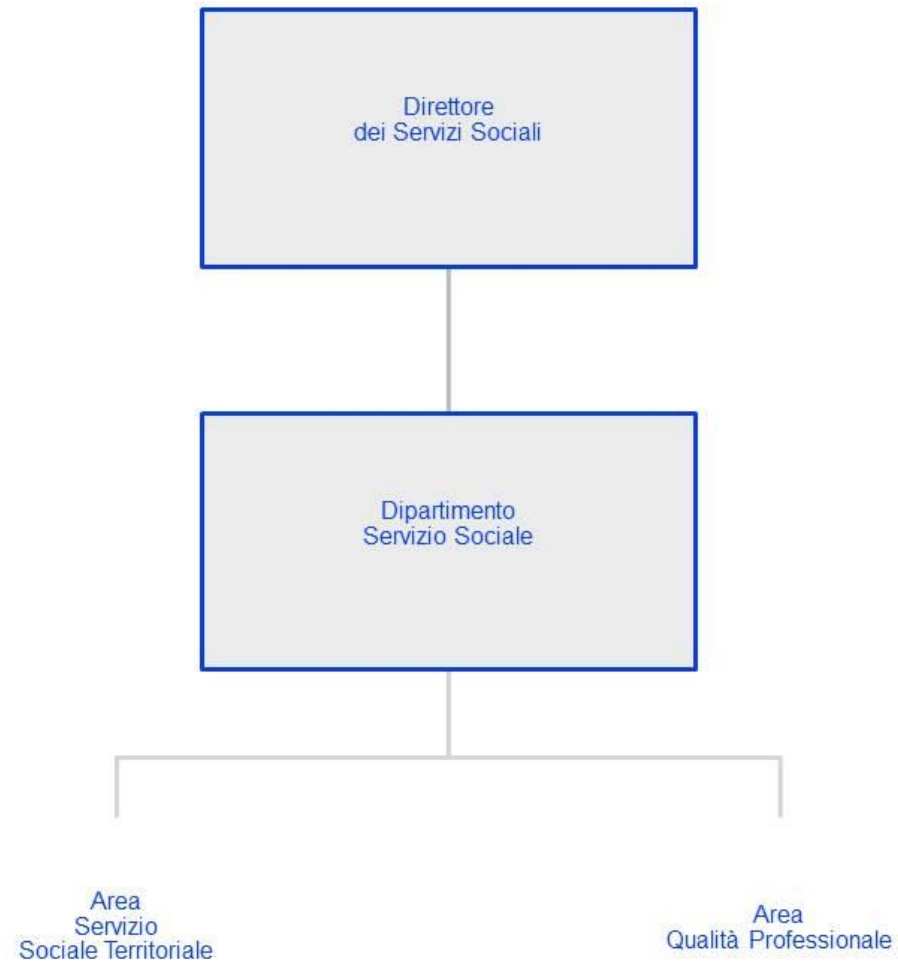 Direttore
dei Servizi Sociali
Dipartimento
Servizio Sociale
Area
Servizio
Sociale Territoriale
Area
Qualità Professionale